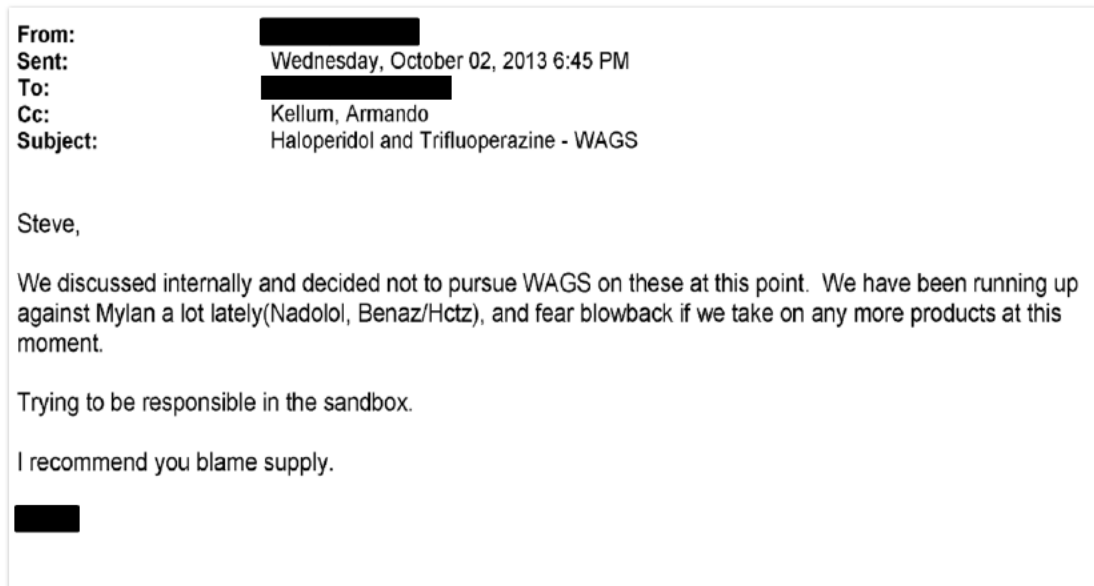 From:
Sent: Wednesday, October 02, 2013 6:45 PM
To:
Cc: Kellum, Armando
Subject: Haloperidol and Trifluoperazine - WAGS
Steve,
We discussed internally and decided not to pursue WAGS on these at this point. We have been running up
against Mylan a lot lately(Nadolol, Benaz/Hctz), and fear blowback if we take on any more products at this
moment.
Trying to be responsible in the sandbox.
I recommend you blame supply.